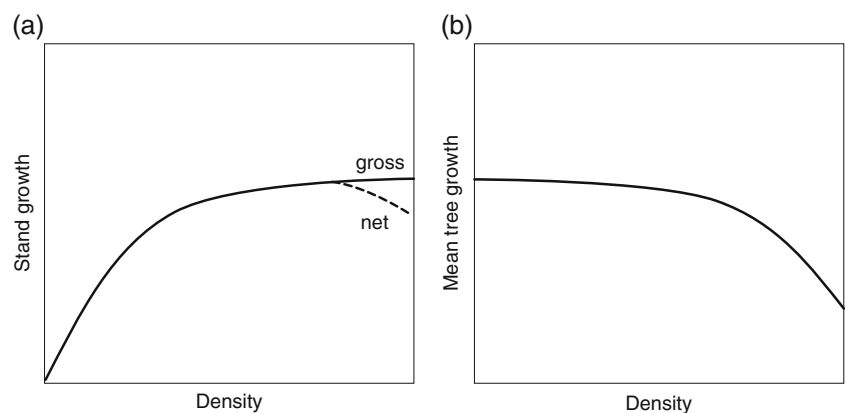 (a)
Stand growth
gross
net
Density
(b)
Mean tree growth
Density